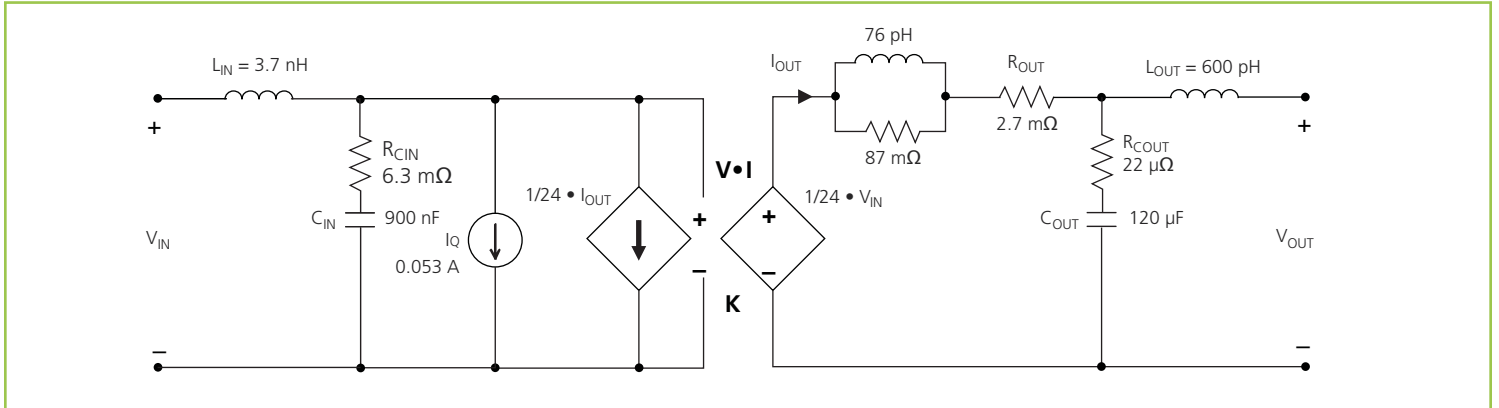 L_IN = 3.7 nH
+
−
V_IN
R_CIN
6.3 mΩ
C_IN
900 nF
I_Q
0.053 A
1/24 • I_OUT
V•I
+
−
K
+
−
1/24 • V_IN
I_OUT
76 pH
87 mΩ
R_OUT
2.7 mΩ
R_COUT
22 µΩ
C_OUT
120 µF
L_OUT = 600 pH
+
−
V_OUT